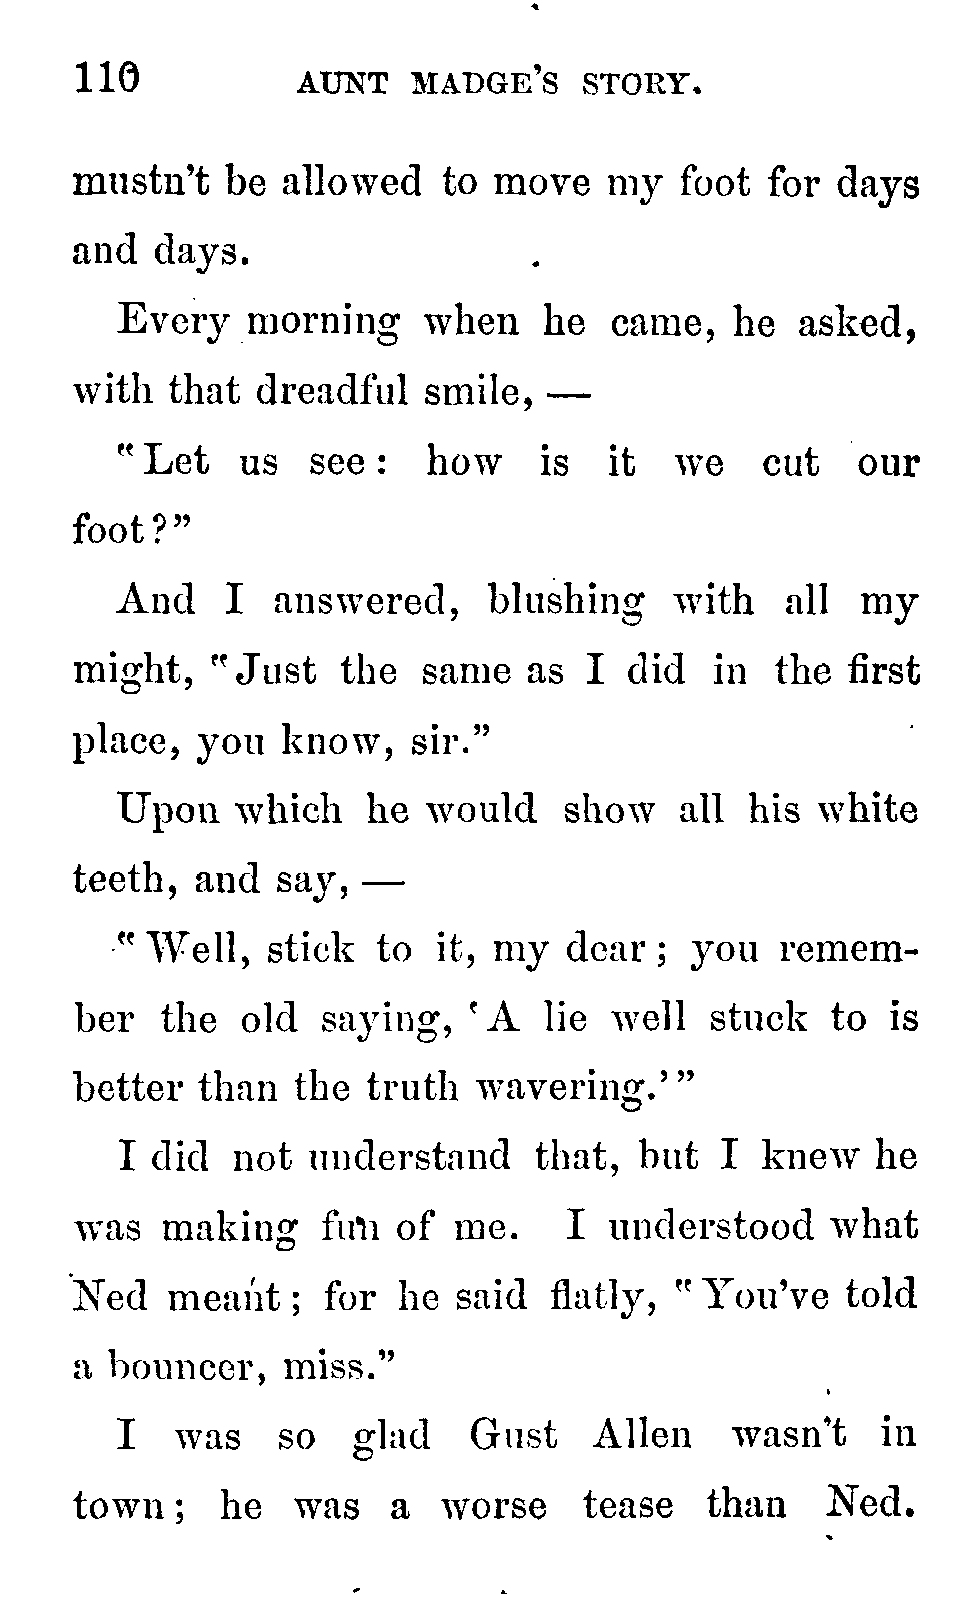 110 AUNT MADGE'S STORY.
mustn't be allowed to move my foot for days
and days.
Every morning when he came, he asked,
with that dreadful smile, —
"Let us see: how is it we cut our
foot?"
And I answered, blushing with all my
might, "Just the same as I did in the first
place, you know, sir."
Upon which he would show all his white
teeth, and say, —
"Well, stick to it, my dear; you remem-
ber the old saying, 'A lie well stuck to is
better than the truth wavering.'"
I did not understand that, but I knew he
was making fun of me. I understood what
Ned meant; for he said flatly, "You've told
a bouncer, miss."
I was so glad Gust Allen wasn't in
town; he was a worse tease than Ned.